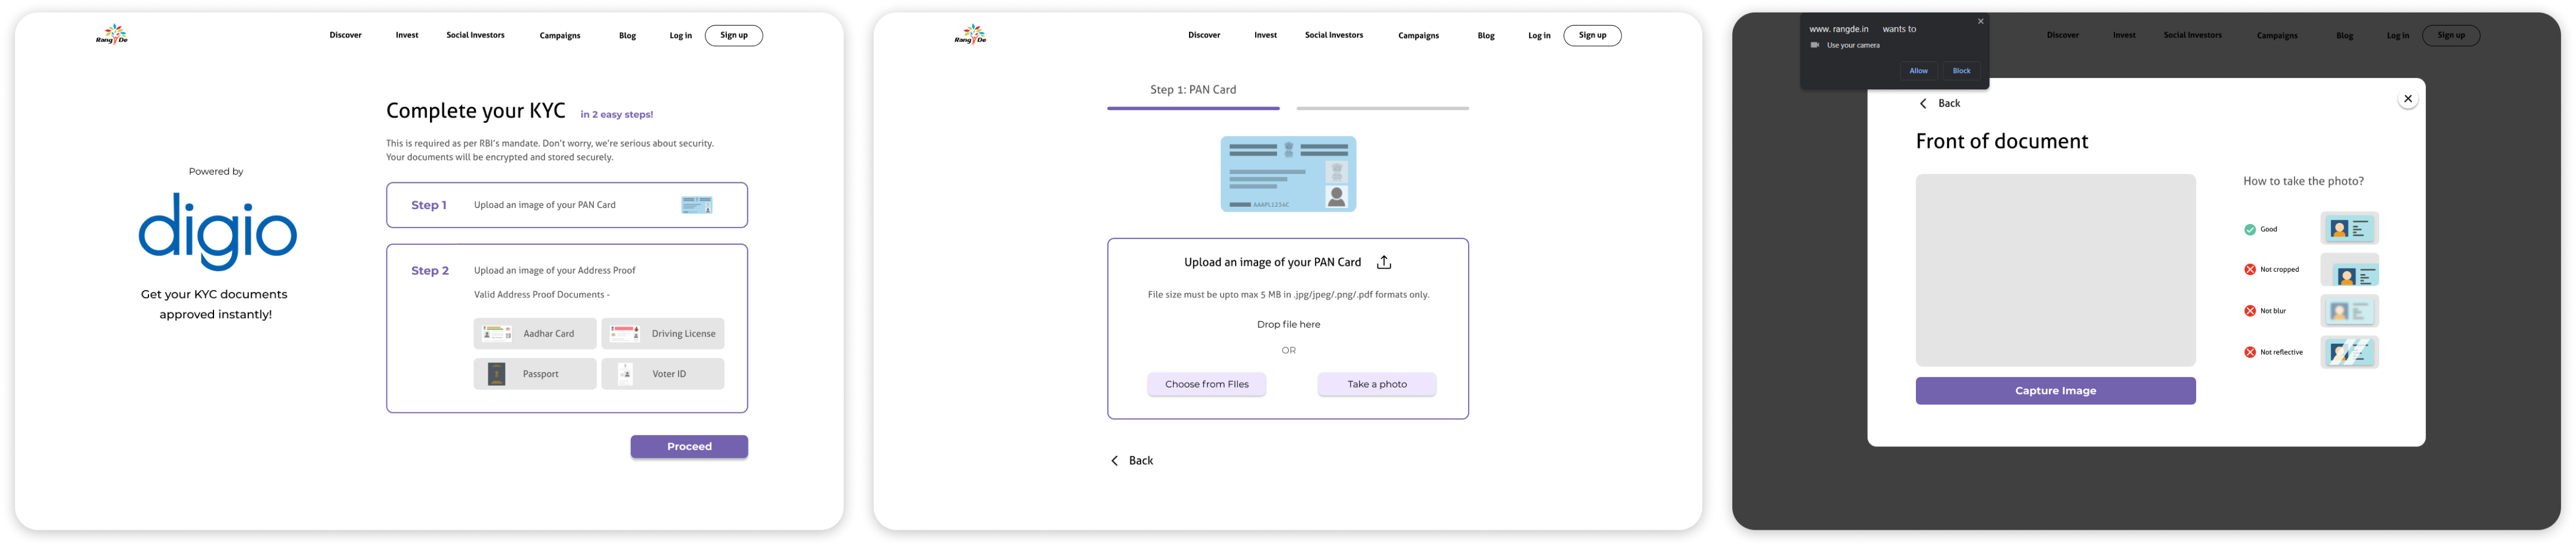 Rang De
Discover Invest Social Investors Campaigns Blog Log in Sign up
Powered by
digio
Get your KYC documents
approved instantly!
Complete your KYC in 2 easy steps!
This is required as per RBI's mandate. Don't worry, we're serious about security.
Your documents will be encrypted and stored securely.
Step 1 Upload an image of your PAN Card
Step 2 Upload an image of your Address Proof
Valid Address Proof Documents -
Aadhar Card Driving License
Passport Voter ID
Proceed
Rang De
Discover Invest Social Investors Campaigns Blog Log in Sign up
Step 1: PAN Card
AAAPL1234C
Upload an image of your PAN Card
File size must be upto max 5 MB in .jpg/jpeg/.png/.pdf formats only.
Drop file here
OR
Choose from Files Take a photo
Back
www. rangde.in wants to
Use your camera
Allow Block
Discover Invest Social Investors Campaigns Blog Log in Sign up
Back
Front of document
How to take the photo?
Good
Not cropped
Not blur
Not reflective
Capture Image